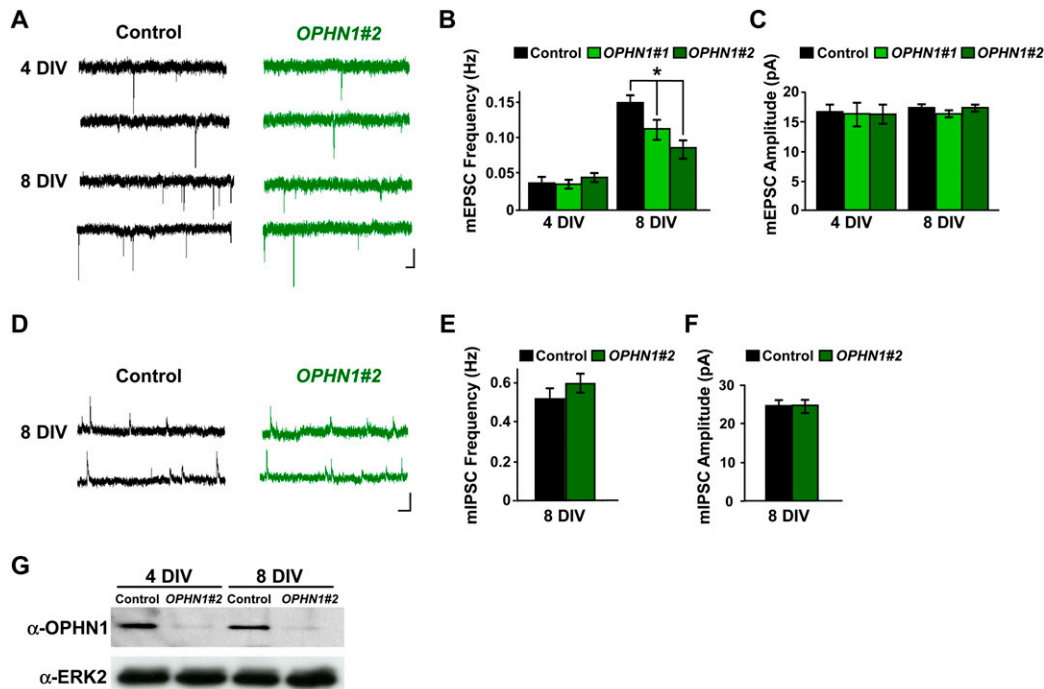 A
Control
OPHN1#2
4 DIV
8 DIV
B
Control OPHN1#1 OPHN1#2
mEPSC Frequency (Hz)
0.15
*
0.05
0
4 DIV 8 DIV
C
Control OPHN1#1 OPHN1#2
mEPSC Amplitude (pA)
20
15
10
5
0
4 DIV 8 DIV
D
Control
OPHN1#2
8 DIV
E
Control OPHN1#2
mIPSC Frequency (Hz)
0.6
0.4
0.2
0
8 DIV
F
Control OPHN1#2
mIPSC Amplitude (pA)
30
20
10
0
8 DIV
G
4 DIV 8 DIV
Control OPHN1#2 Control OPHN1#2
α-OPHN1
α-ERK2